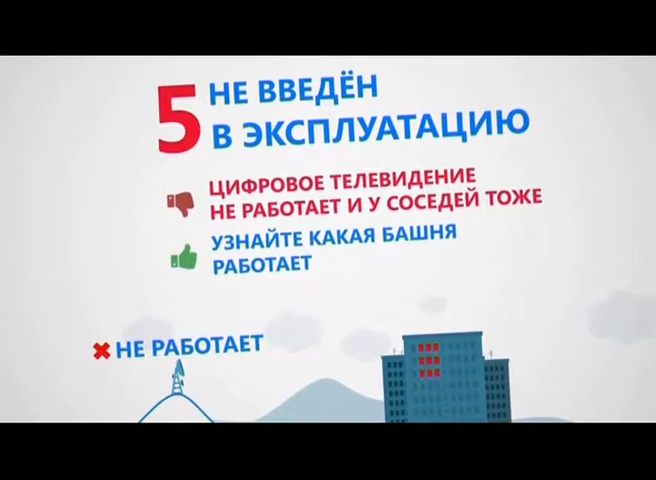 5 НЕ ВВЕДЁН
В ЭКСПЛУАТАЦИЮ
ЦИФРОВОЕ ТЕЛЕВИДЕНИЕ
НЕ РАБОТАЕТ И У СОСЕДЕЙ ТОЖЕ
УЗНАЙТЕ КАКАЯ БАШНЯ
РАБОТАЕТ
НЕ РАБОТАЕТ